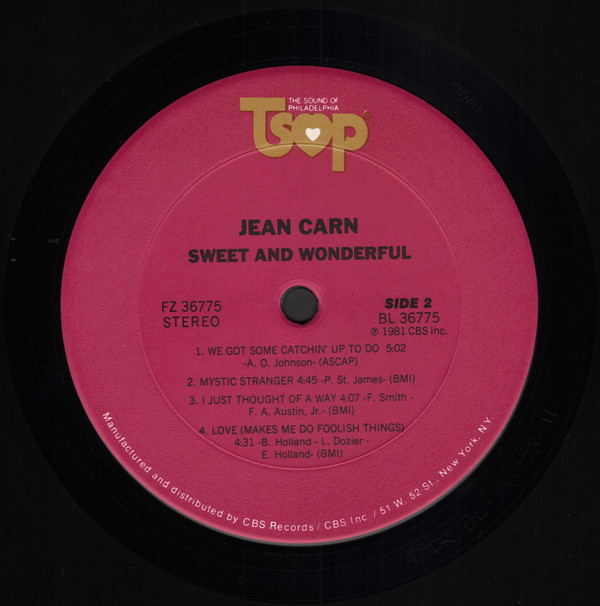 THE SOUND OF
PHILADELPHIA
Tsop®
JEAN CARN
SWEET AND WONDERFUL
FZ 36775
STEREO
SIDE 2
BL 36775
℗ 1981 CBS Inc.
1. WE GOT SOME CATCHIN' UP TO DO 5:02
-A. O. Johnson- (ASCAP)
2. MYSTIC STRANGER 4:45 -P. St. James- (BMI)
3. I JUST THOUGHT OF A WAY 4:07 -F. Smith -
F. A. Austin, Jr.- (BMI)
4. LOVE (MAKES ME DO FOOLISH THINGS)
4:31 -B. Holland - L. Dozier -
E. Holland- (BMI)
Manufactured and distributed by CBS Records / CBS Inc. / 51 W. 52 St., New York, N.Y.